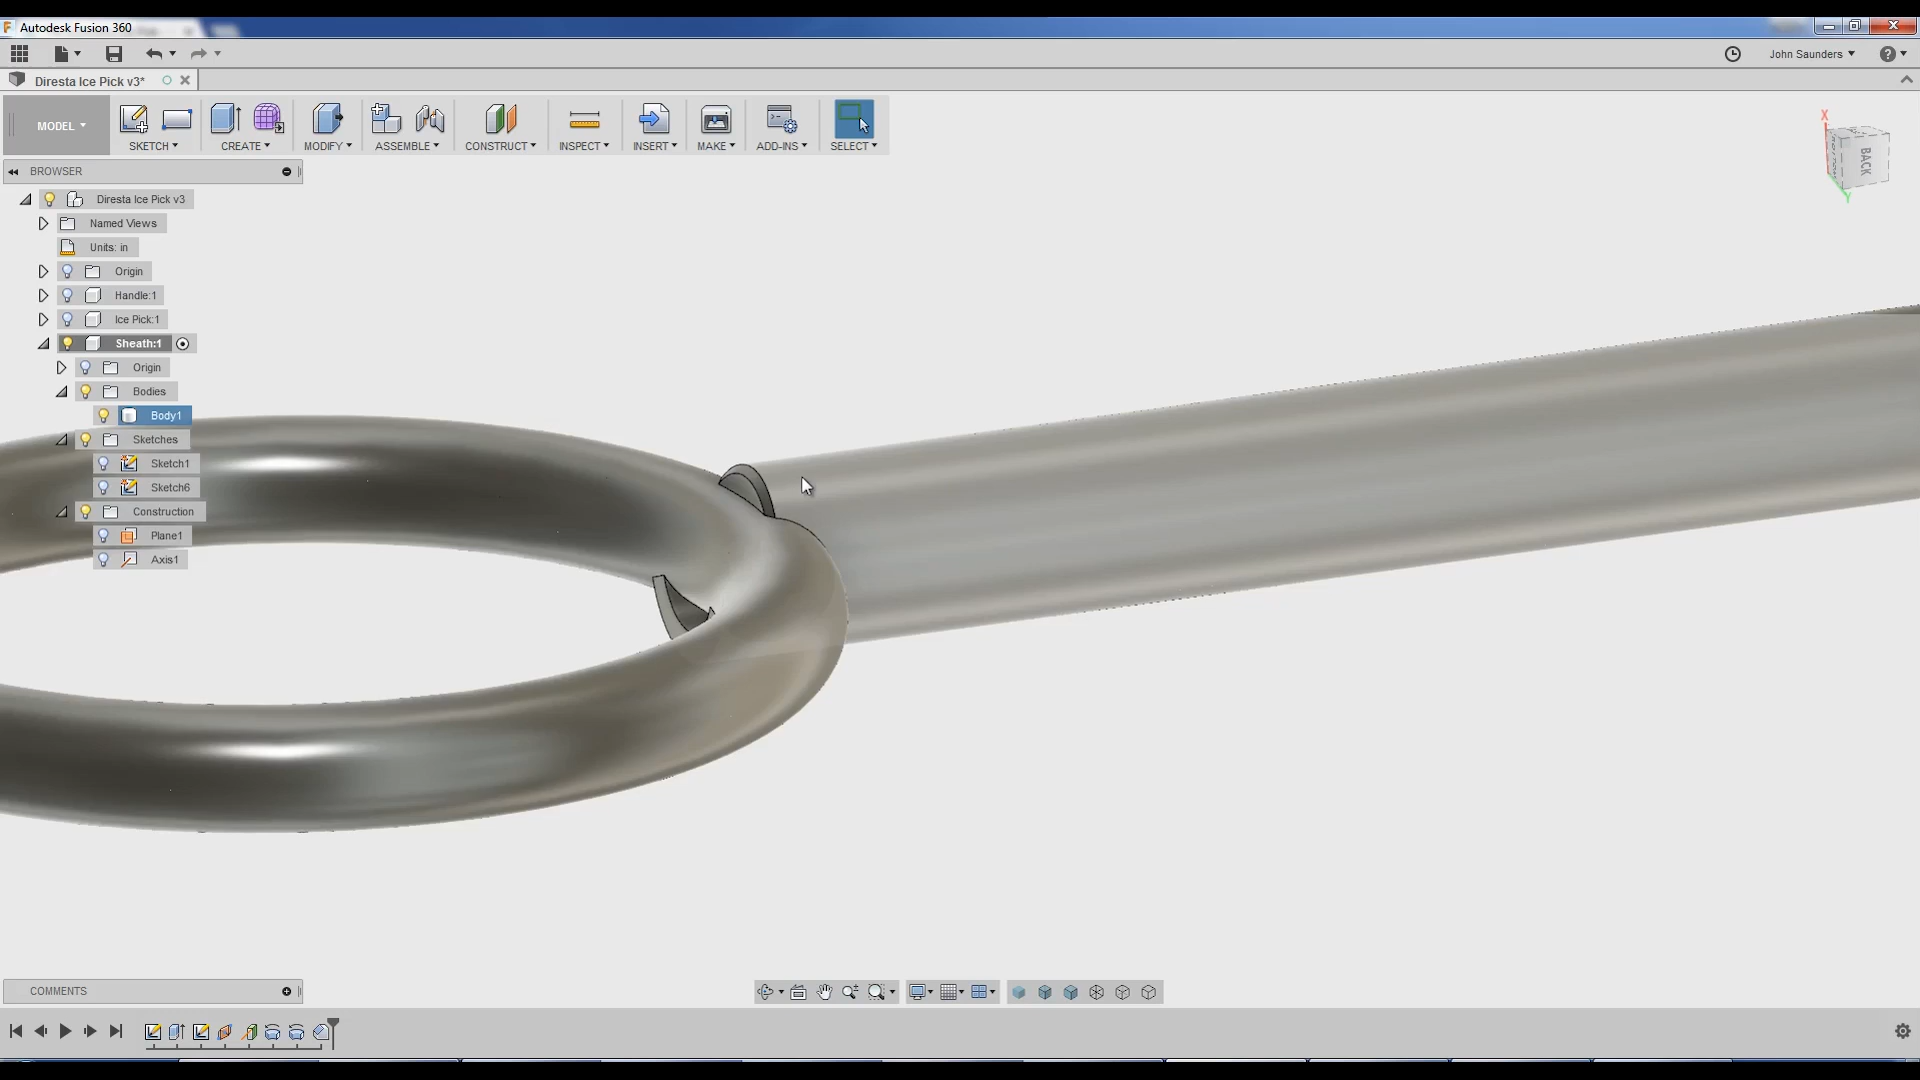 Autodesk Fusion 360
John Saunders
Diresta Ice Pick v3*
MODEL
SKETCH
CREATE
MODIFY
ASSEMBLE
CONSTRUCT
INSPECT
INSERT
MAKE
ADD-INS
SELECT
X
BACK
Y
BROWSER
Diresta Ice Pick v3
Named Views
Units: in
Origin
Handle:1
Ice Pick:1
Sheath:1
Origin
Bodies
Body1
Sketches
Sketch1
Sketch6
Construction
Plane1
Axis1
COMMENTS